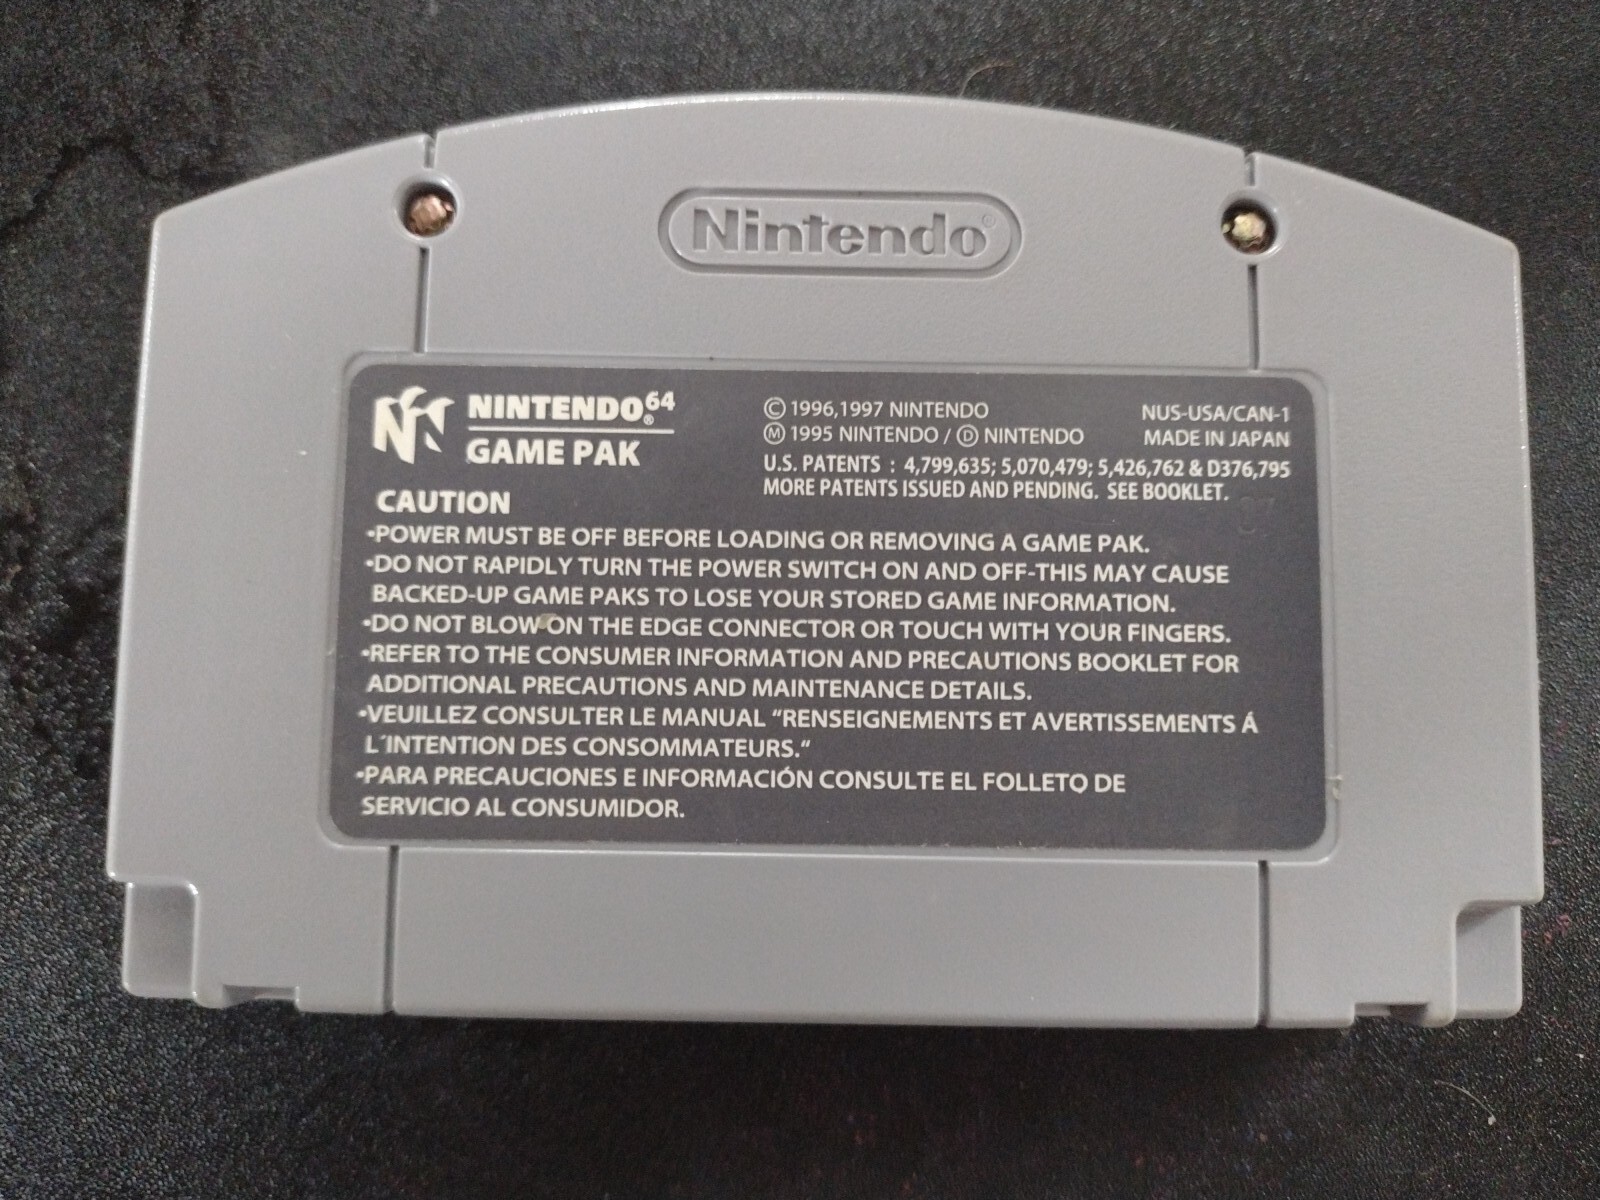 Nintendo®
NINTENDO64®
GAME PAK
© 1996,1997 NINTENDO
Ⓜ 1995 NINTENDO / Ⓓ NINTENDO
NUS-USA/CAN-1
MADE IN JAPAN
U.S. PATENTS : 4,799,635; 5,070,479; 5,426,762 & D376,795
MORE PATENTS ISSUED AND PENDING. SEE BOOKLET.
CAUTION
•POWER MUST BE OFF BEFORE LOADING OR REMOVING A GAME PAK.
•DO NOT RAPIDLY TURN THE POWER SWITCH ON AND OFF-THIS MAY CAUSE
BACKED-UP GAME PAKS TO LOSE YOUR STORED GAME INFORMATION.
•DO NOT BLOW ON THE EDGE CONNECTOR OR TOUCH WITH YOUR FINGERS.
•REFER TO THE CONSUMER INFORMATION AND PRECAUTIONS BOOKLET FOR
ADDITIONAL PRECAUTIONS AND MAINTENANCE DETAILS.
•VEUILLEZ CONSULTER LE MANUAL "RENSEIGNEMENTS ET AVERTISSEMENTS Á
L´INTENTION DES CONSOMMATEURS."
•PARA PRECAUCIONES E INFORMACIÓN CONSULTE EL FOLLETO DE
SERVICIO AL CONSUMIDOR.